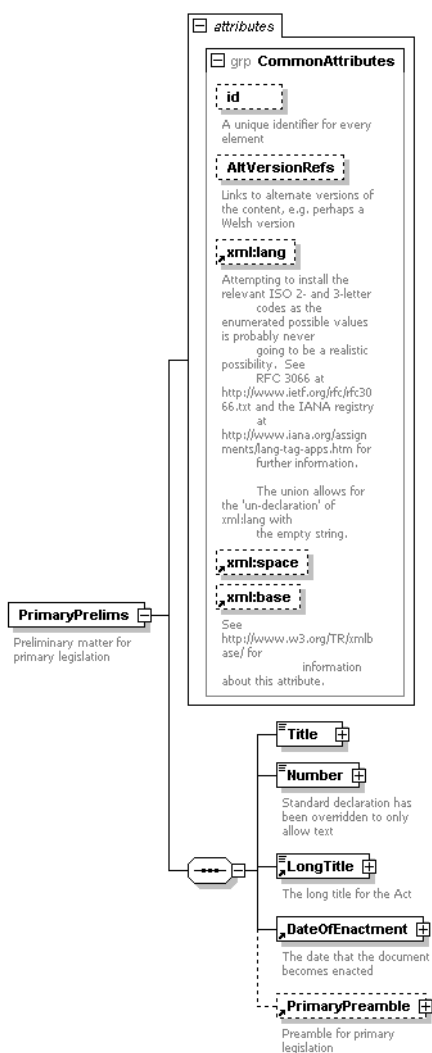 attributes
grp CommonAttributes
id
A unique identifier for every
element
AltVersionRefs
Links to alternate versions of
the content, e.g. perhaps a
Welsh version
xml:lang
Attempting to install the
relevant ISO 2- and 3-letter
codes as the
enumerated possible values
is probably never
going to be a realistic
possibility. See
RFC 3066 at
http://www.ietf.org/rfc/rfc30
66.txt and the IANA registry
at
http://www.iana.org/assign
ments/lang-tag-apps.htm for
further information.
The union allows for
the 'un-declaration' of
xml:lang with
the empty string.
xml:space
xml:base
See
http://www.w3.org/TR/xmlb
ase/ for
information
about this attribute.
PrimaryPrelims
Preliminary matter for
primary legislation
Title
Number
Standard declaration has
been overridden to only
allow text
LongTitle
The long title for the Act
DateOfEnactment
The date that the document
becomes enacted
PrimaryPreamble
Preamble for primary
legislation